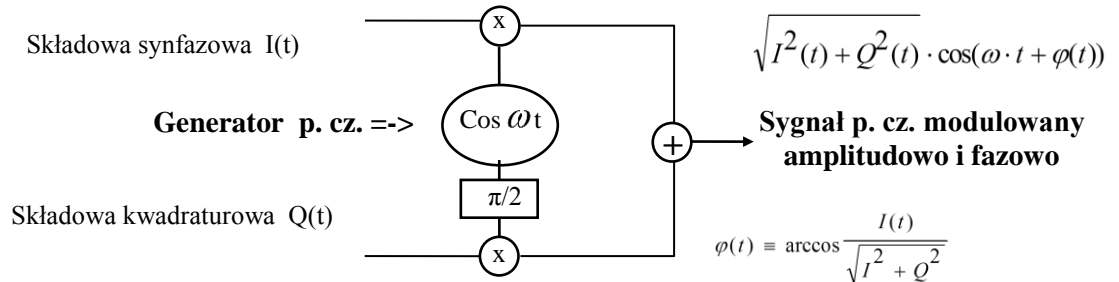 x
Składowa synfazowa I(t)
√I²(t) + Q²(t) · cos(ω · t + φ(t))
Generator p. cz. =->
Cos ωt
+
Sygnał p. cz. modulowany
amplitudowo i fazowo
π/2
Składowa kwadraturowa Q(t)
x
φ(t) ≡ arccos I(t) / √I² + Q²